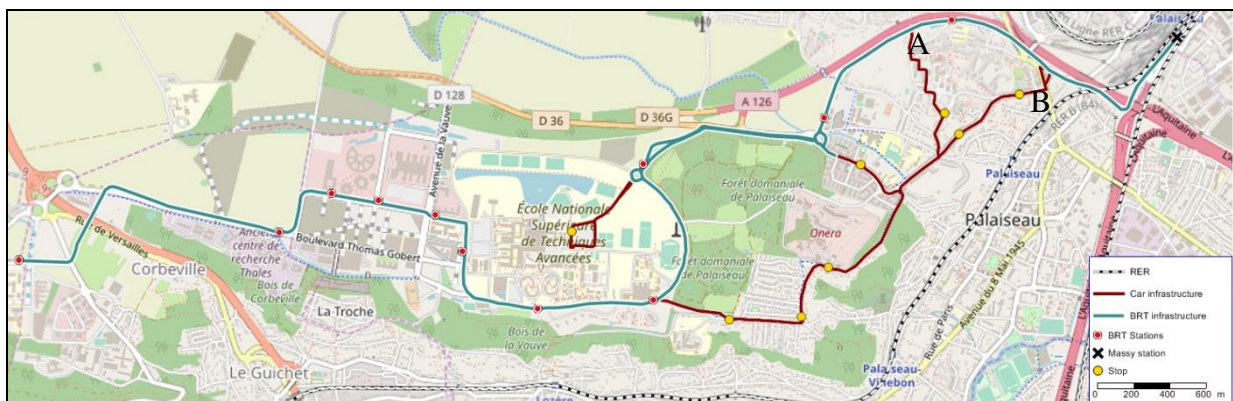 en Ligne RER C
Palaiseau
A
D 128
Avenue de la Vauve
D 36
D 36G
A 126
B
RER B (B4)
L'Aquitaine
L'Aquitaine
Forêt domaniale
de Palaiseau
Palaiseau
Palaiseau
École Nationale
Supérieure
de Techniques
Avancées
Onera
Rue de Versailles
Ancien
centre de
recherche
Thales
Boulevard Thomas Gobert
Corbeville
Bois de
Corbeville
Forêt domaniale
de Palaiseau
Avenue du 8 Mai 1945
La Troche
Bois de
la Vauve
Rue de Paris
Le Guichet
Palaiseau-
Villebon
Lozère
RER
Car infrastructure
BRT infrastructure
BRT Stations
Massy station
Stop
0 200 400 600 m